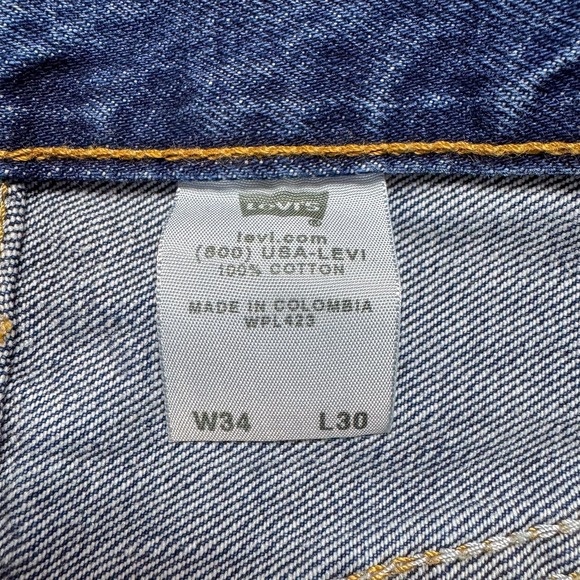 Levi's
levi.com
(800) USA-LEVI
100% COTTON
MADE IN COLOMBIA
WPL423
W34 L30